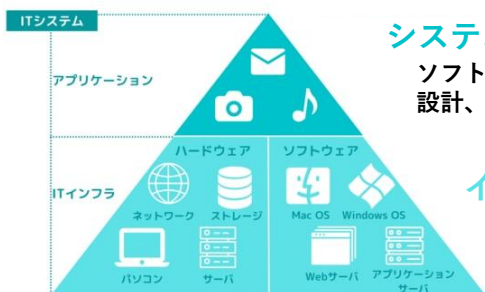 ITシステム
システ
ソフト
設計、
アプリケーション
ハードウェア
ソフトウェア
ITインフラ
ネットワーク
ストレージ
Mac OS
Windows OS
パソコン
サーバ
Webサーバ
アプリケーション
サーバ